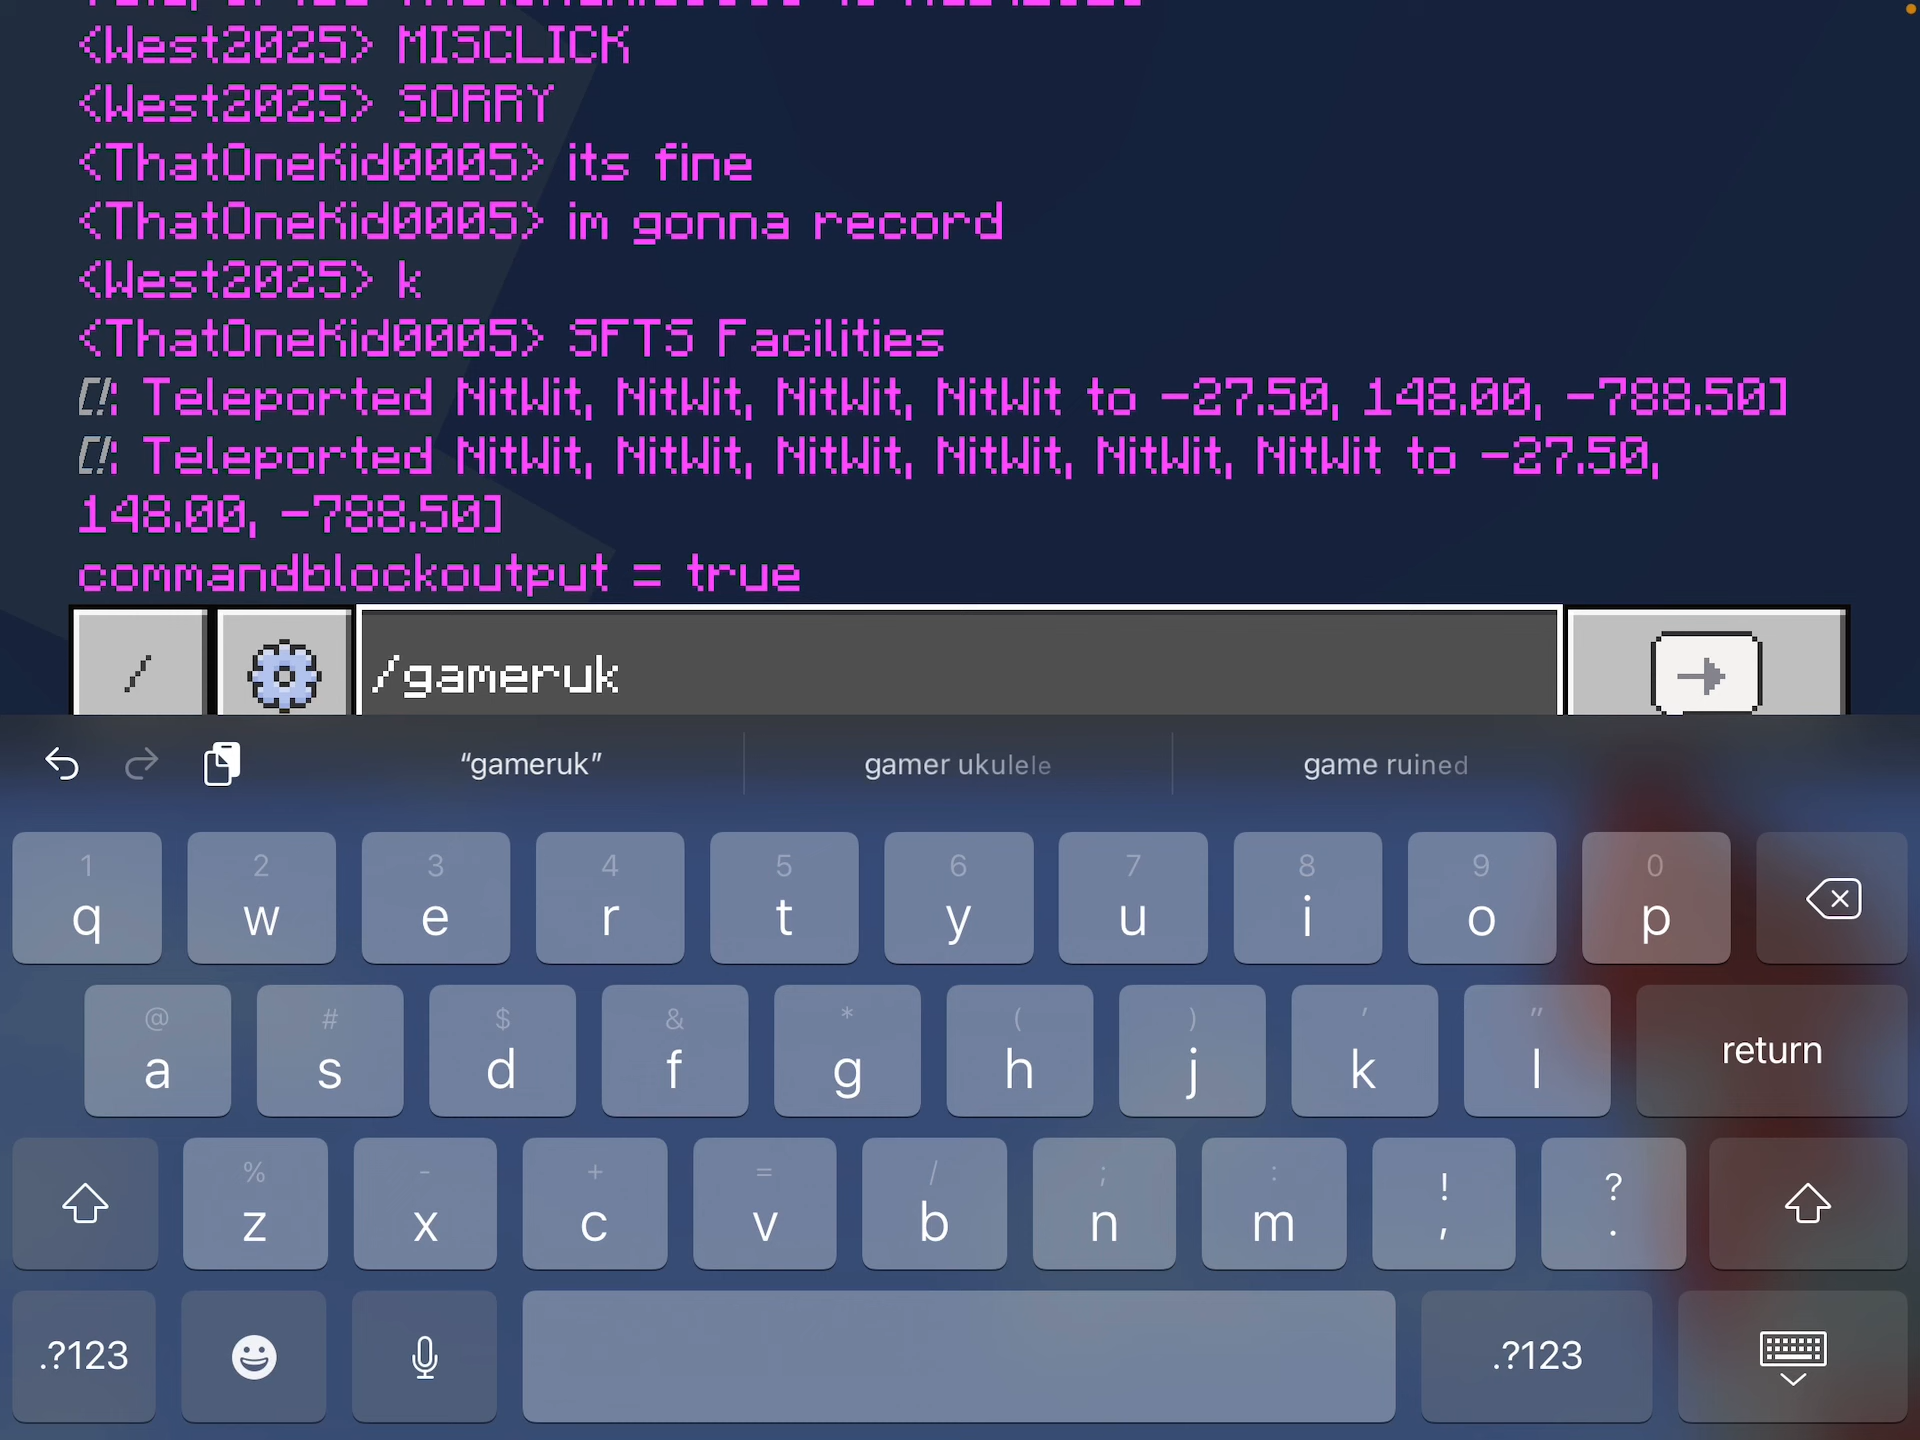 <West2025> MISCLICK
<West2025> SORRY
<ThatOneKid0005> its fine
<ThatOneKid0005> im gonna record
<West2025> k
<ThatOneKid0005> SFTS Facilities
[!: Teleported NitWit, NitWit, NitWit, NitWit to -27.50, 148.00, -788.50]
[!: Teleported NitWit, NitWit, NitWit, NitWit, NitWit, NitWit to -27.50,
148.00, -788.50]
commandblockoutput = true
/ /gameruk
“gameruk” gamer ukulele game ruined
1 2 3 4 5 6 7 8 9 0
q w e r t y u i o p
@ # $ & * ( ) ' "
a s d f g h j k l return
% - + = / ; : ! ?
z x c v b n m , .
.?123 .?123